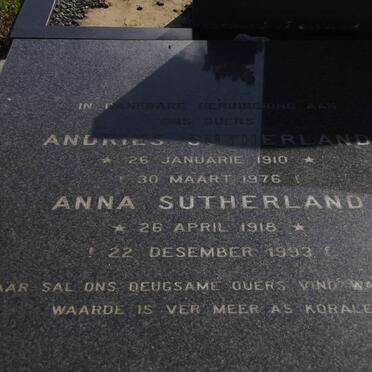 IN DANKBARE HERINNERING AAN
ONS OUERS
ANDRIES SUTHERLAND
★ 26 JANUARIE 1910 ★
! 30 MAART 1976 (
ANNA SUTHERLAND
★ 26 APRIL 1918 ★
! 22 DESEMBER 1993 (
AAR SAL ONS DEUGSAME OUERS VIND WA
WAARDE IS VER MEER AS KORALE